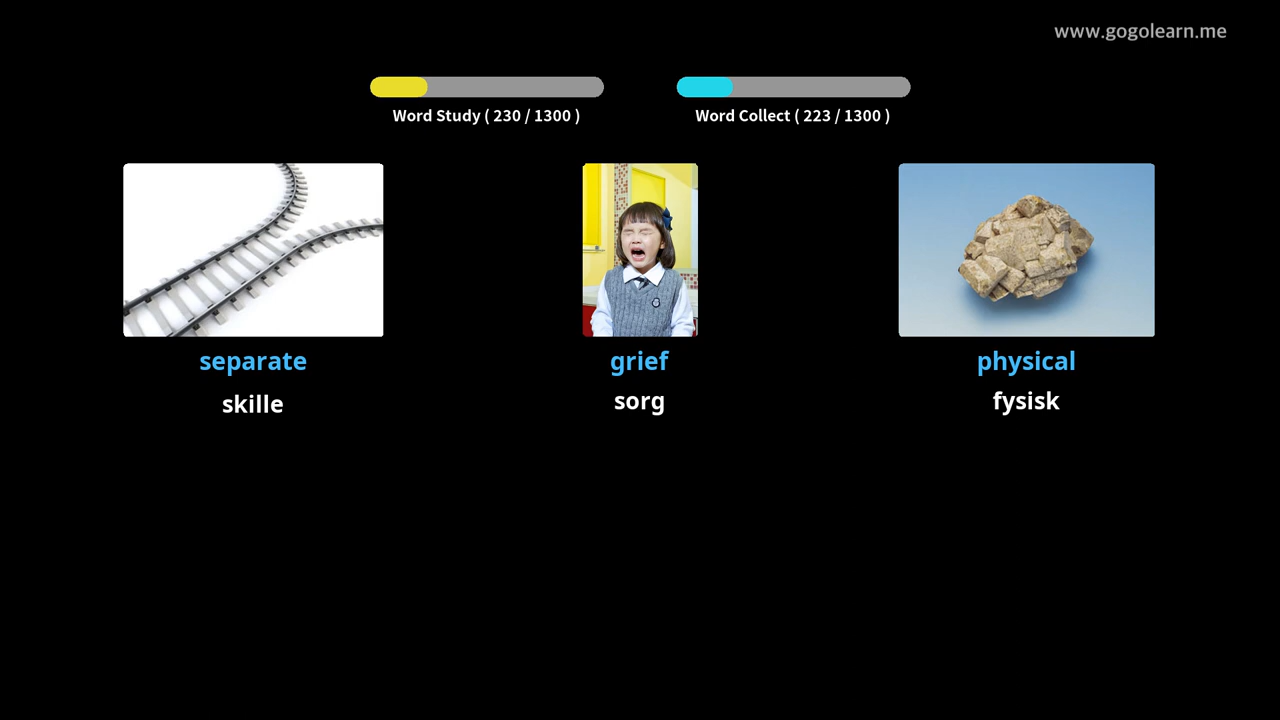 www.gogolearn.me
Word Study ( 230 / 1300 )
Word Collect ( 223 / 1300 )
separate
grief
physical
skille
sorg
fysisk